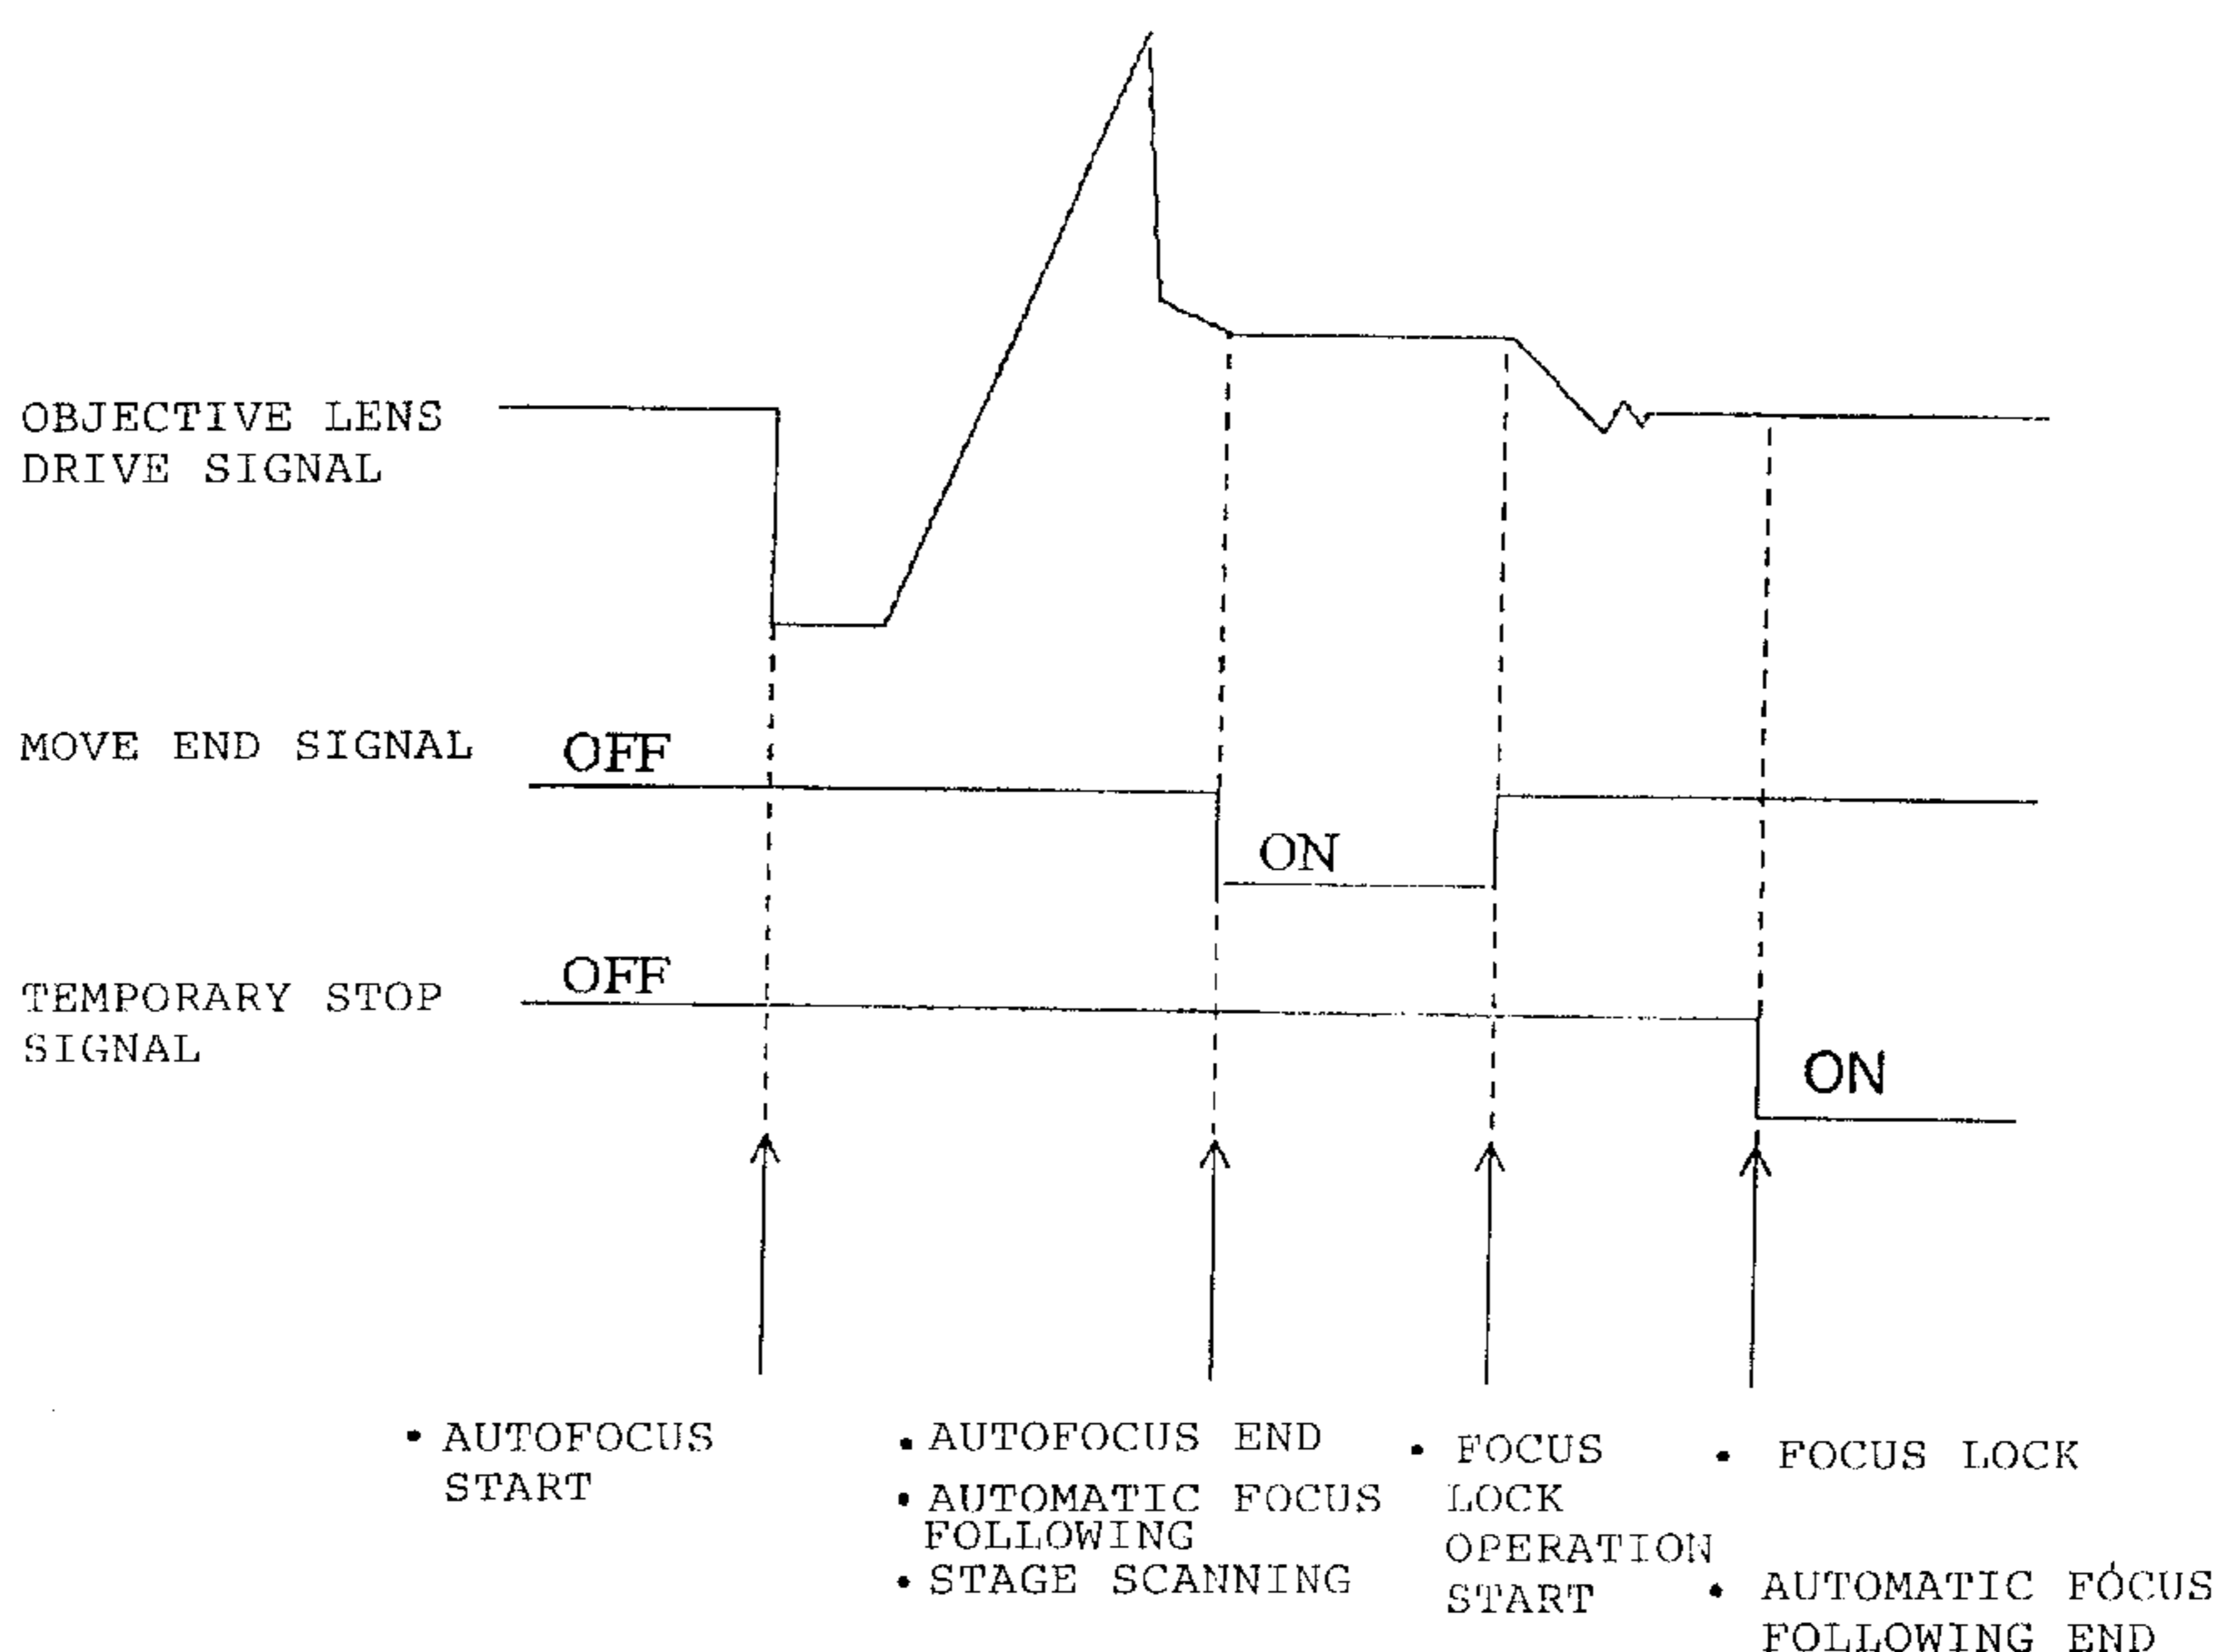 OBJECTIVE LENS
DRIVE SIGNAL
MOVE END SIGNAL
OFF
ON
TEMPORARY STOP
SIGNAL
OFF
ON
• AUTOFOCUS
START
• AUTOFOCUS END
• AUTOMATIC FOCUS
FOLLOWING
• STAGE SCANNING
• FOCUS
LOCK
OPERATION
START
• FOCUS LOCK
• AUTOMATIC FOCUS
FOLLOWING END